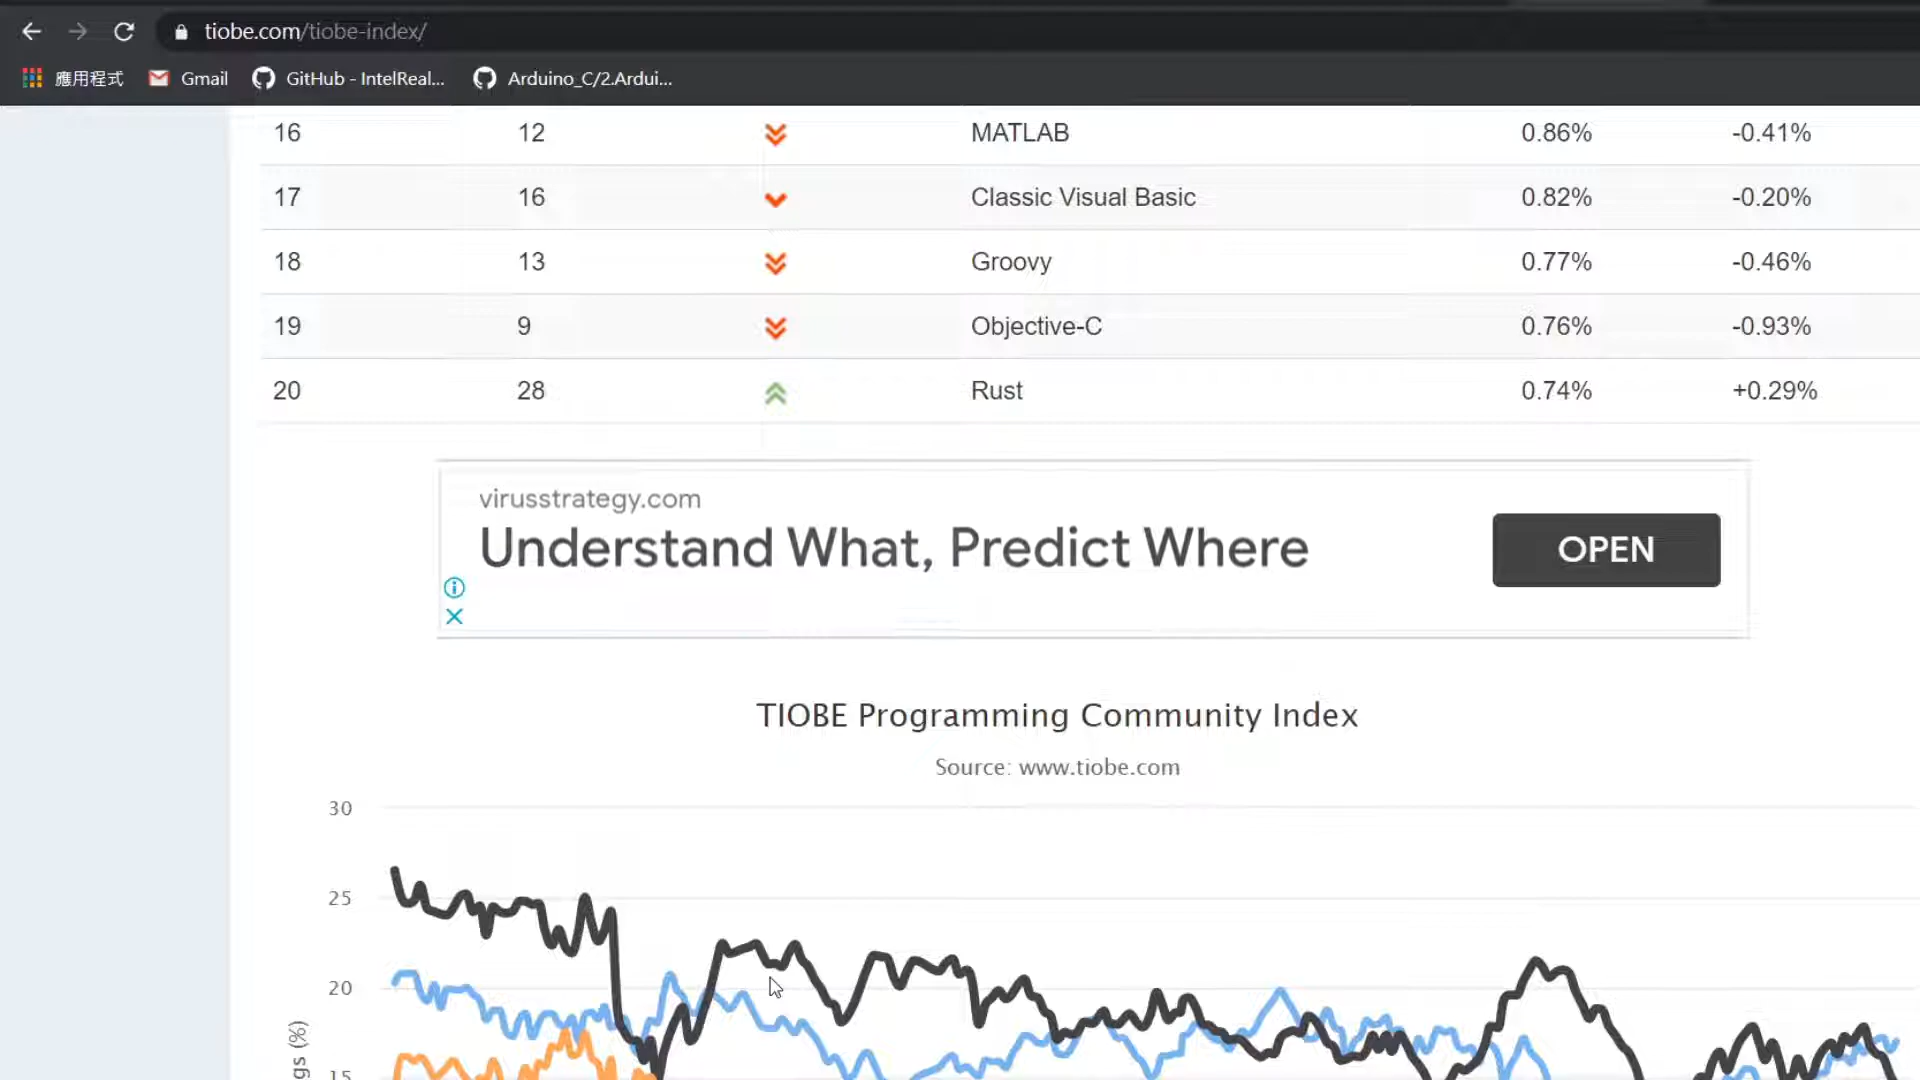 tiobe.com/tiobe-index/
應用程式 Gmail GitHub - IntelReal... Arduino_C/2.Ardui...
16 12 MATLAB 0.86% -0.41%
17 16 Classic Visual Basic 0.82% -0.20%
18 13 Groovy 0.77% -0.46%
19 9 Objective-C 0.76% -0.93%
20 28 Rust 0.74% +0.29%
virusstrategy.com
Understand What, Predict Where
OPEN
TIOBE Programming Community Index
Source: www.tiobe.com
30
25
20
15
gs (%)